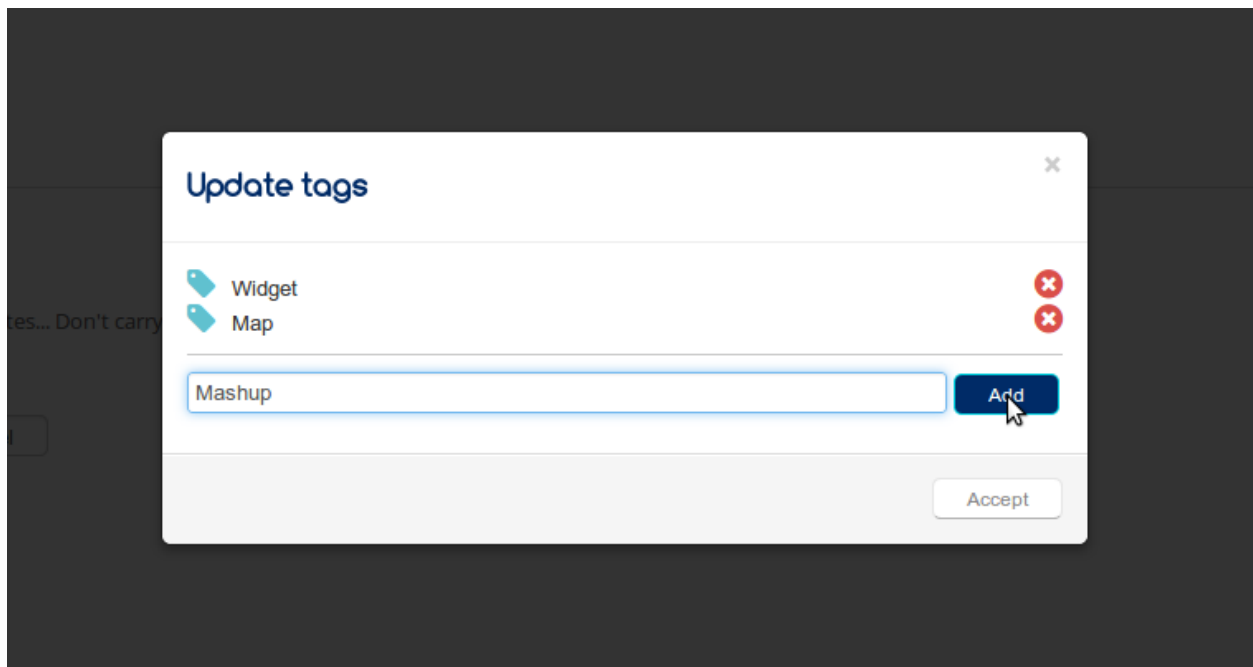 Update tags
×
Widget
Map
tes... Don't carry
Mashup
Add
Accept